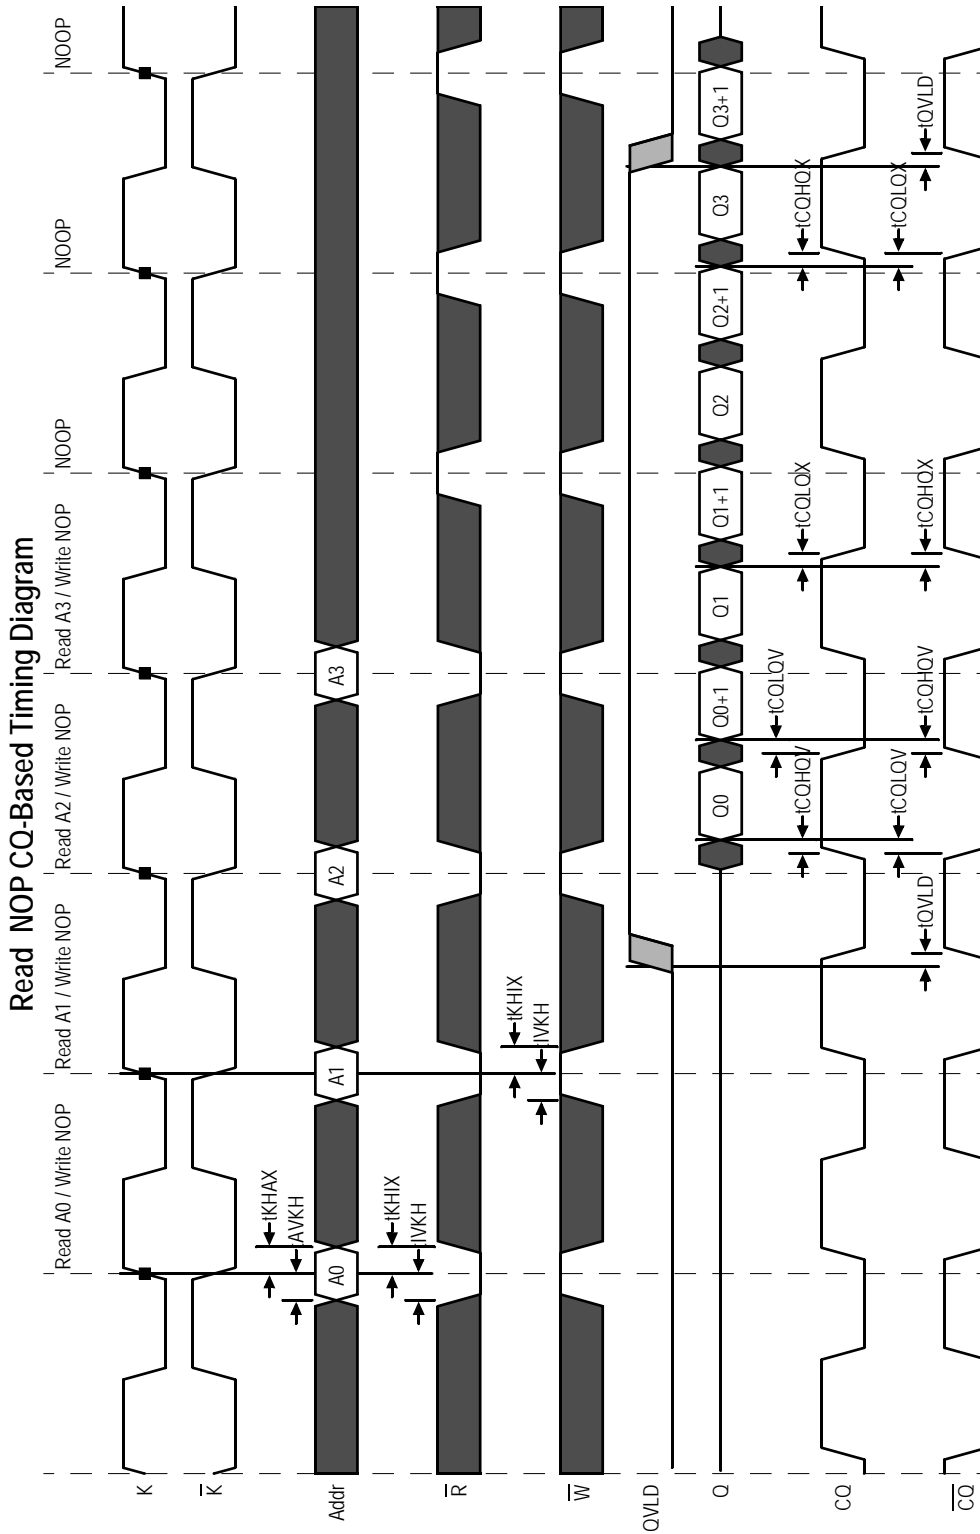 Read NOP CQ-Based Timing Diagram
Read A0 / Write NOP
Read A1 / Write NOP
Read A2 / Write NOP
Read A3 / Write NOP
NOOP
NOOP
NOOP
K
K
tKHAX
tAVKH
Addr
A0
A1
A2
A3
tKHIX
tIVKH
R
tKHIX
tIVKH
W
QVLD
Q
Q0
Q0+1
Q1
Q1+1
Q2
Q2+1
Q3
Q3+1
tCQLQV
tCQHQV
tCQLQX
tCQHQX
CQ
tCQLQV
tCQLQX
tQVLD
tCQHQV
tCQHQX
tQVLD
CQ